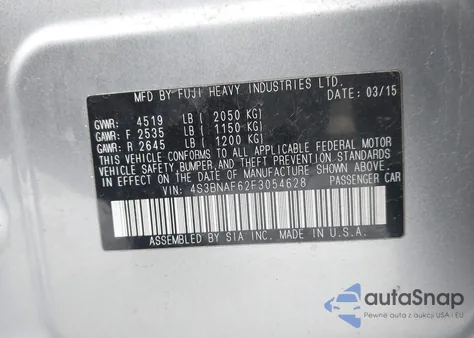 MFD BY FUJI HEAVY INDUSTRIES LTD.
DATE: 03/15
GVWR: 4519 LB ( 2050 KG)
GAWR: F 2535 LB ( 1150 KG)
GAWR: R 2645 LB ( 1200 KG)
THIS VEHICLE CONFORMS TO ALL APPLICABLE FEDERAL MOTOR
VEHICLE SAFETY, BUMPER, AND THEFT PREVENTION STANDARDS
IN EFFECT ON THE DATE OF MANUFACTURE SHOWN ABOVE.
VIN: 4S3BNAF62F3054628 PASSENGER CAR
ASSEMBLED BY SIA INC. MADE IN U.S.A.
autoSnap
Pewne auta z aukcji USA i EU